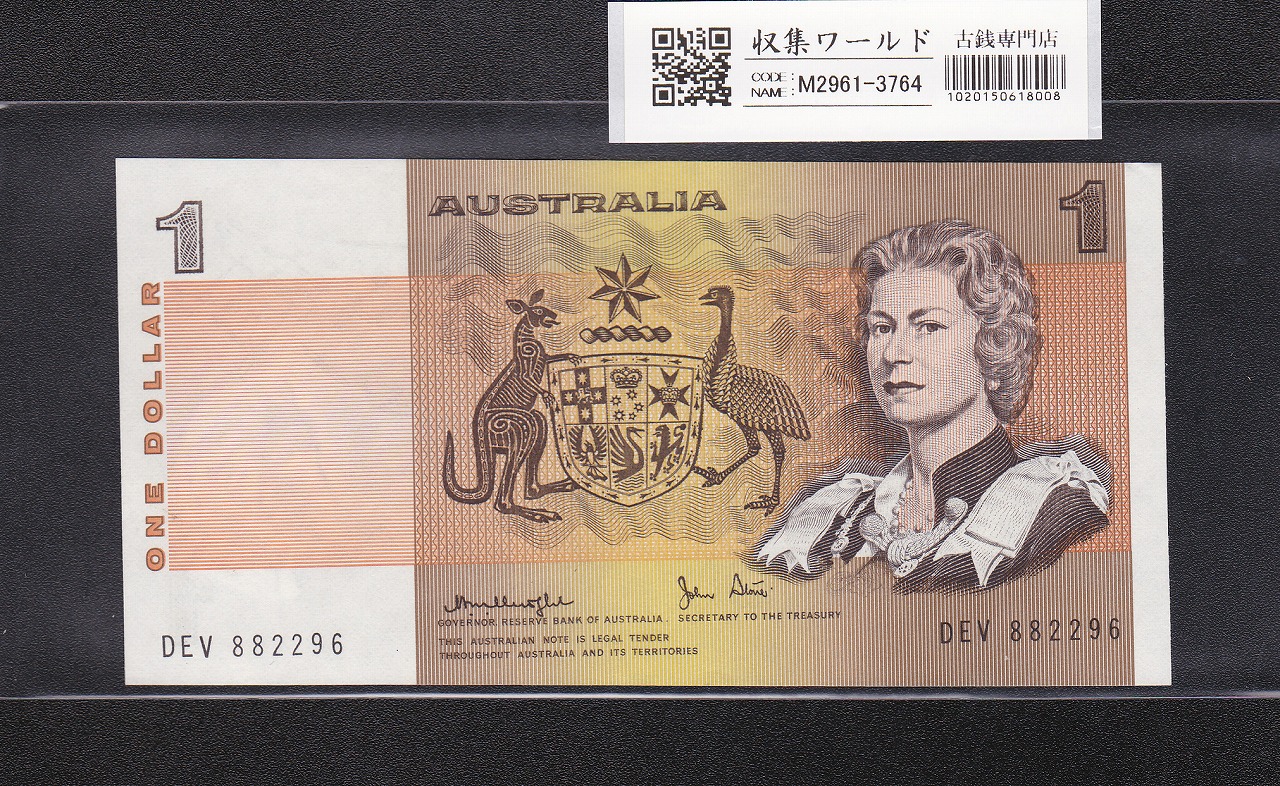 収集ワールド 古銭専門店
CODE:
NAME: M2961-3764
1020150618008
1
AUSTRALIA
1
ONE DOLLAR
John Stone
GOVERNOR, RESERVE BANK OF AUSTRALIA. SECRETARY TO THE TREASURY
THIS AUSTRALIAN NOTE IS LEGAL TENDER
THROUGHOUT AUSTRALIA AND ITS TERRITORIES
DEV 882296
DEV 882296